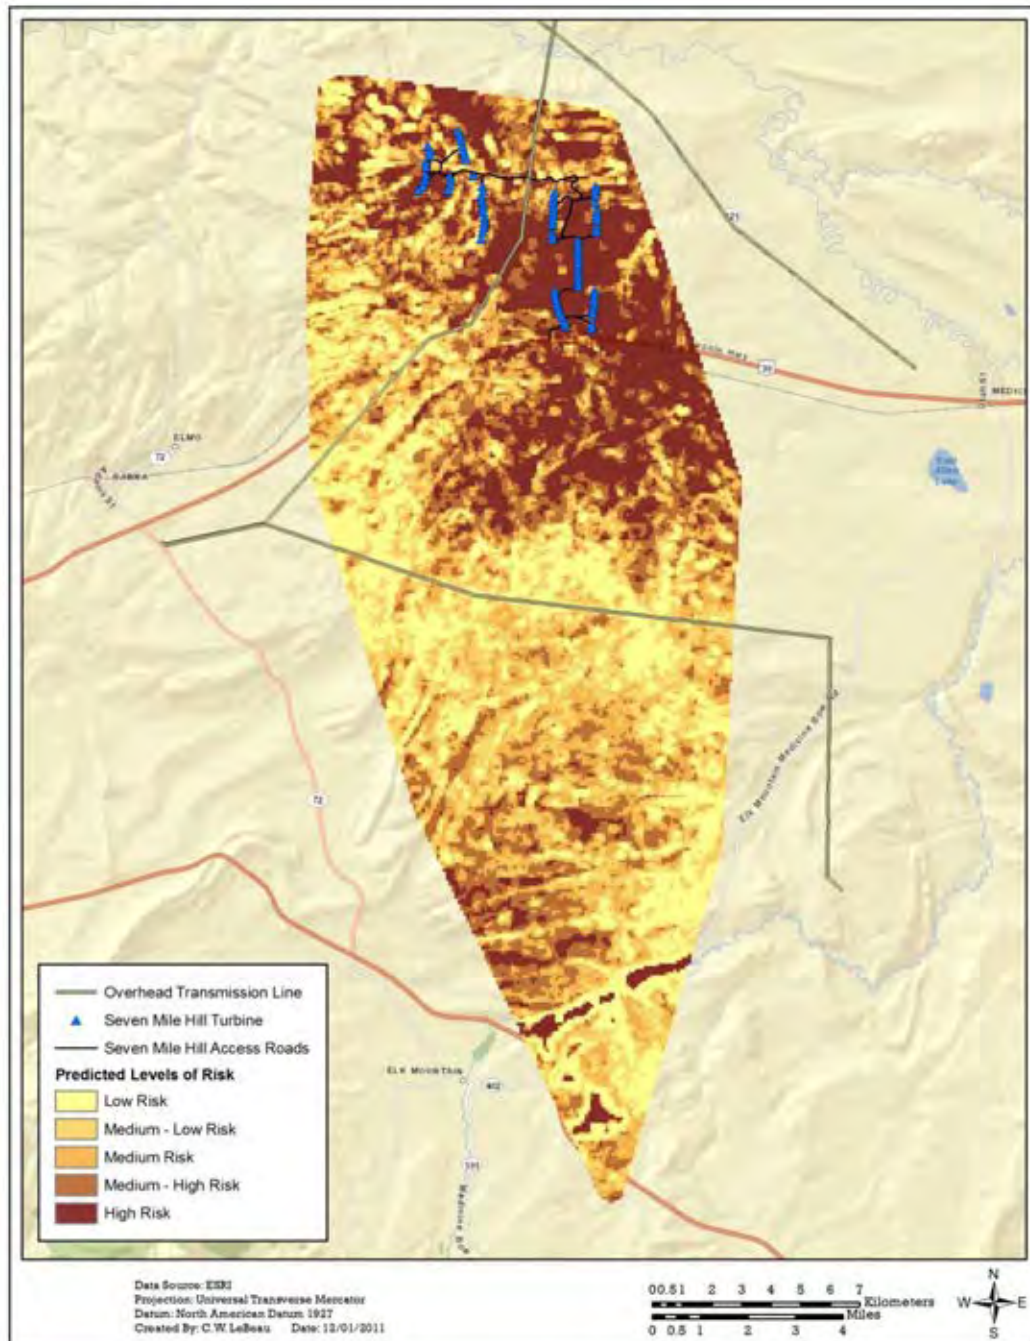 21
30
MEDICI
ELMO
72
HANNA
72
Elk Mountain Medicine Bow Rd
ELK MOUNTAIN
402
Overhead Transmission Line
Seven Mile Hill Turbine
Seven Mile Hill Access Roads
Predicted Levels of Risk
Low Risk
Medium - Low Risk
Medium Risk
Medium - High Risk
High Risk
Data Source: ESRI
Projection: Universal Transverse Mercator
Datum: North American Datum 1927
Created By: C.W. LeBeau Date: 12/01/2011
0 0.5 1 2 3 4 5 6 7
Kilometers
Miles
0 0.5 1 2 3 4
N
W E
S